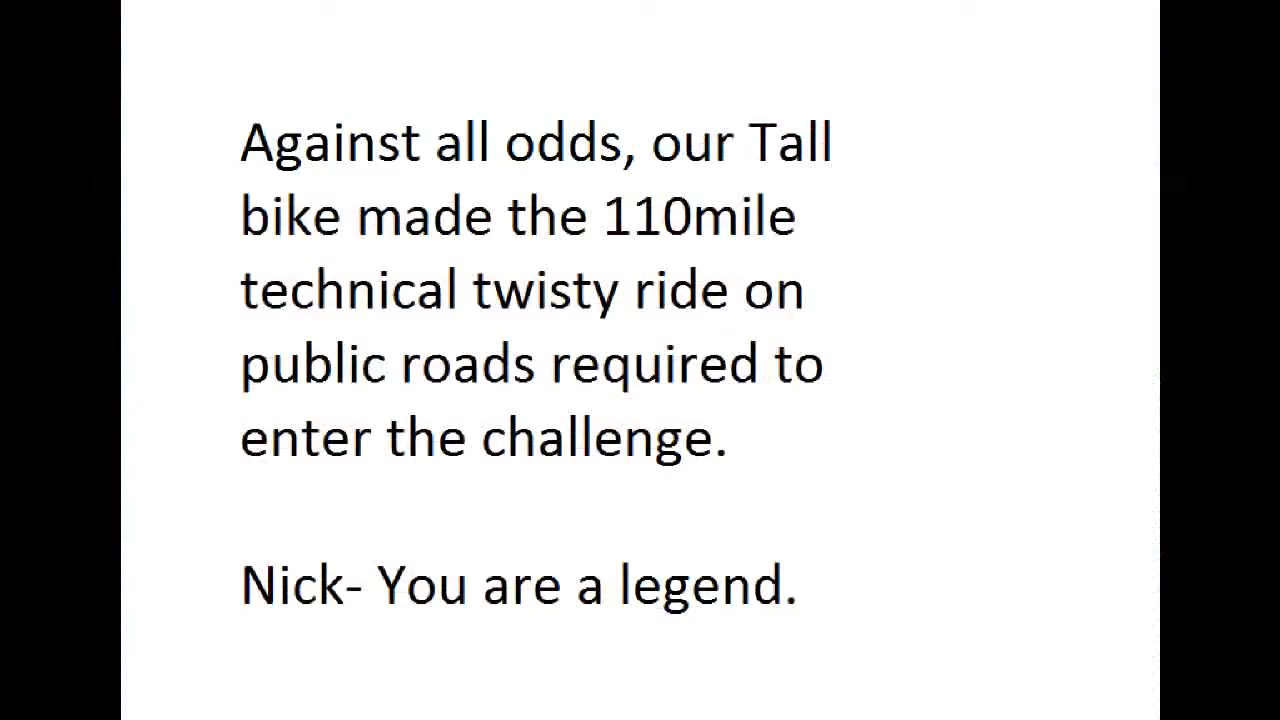 Against all odds, our Tall
bike made the 110mile
technical twisty ride on
public roads required to
enter the challenge.
Nick- You are a legend.